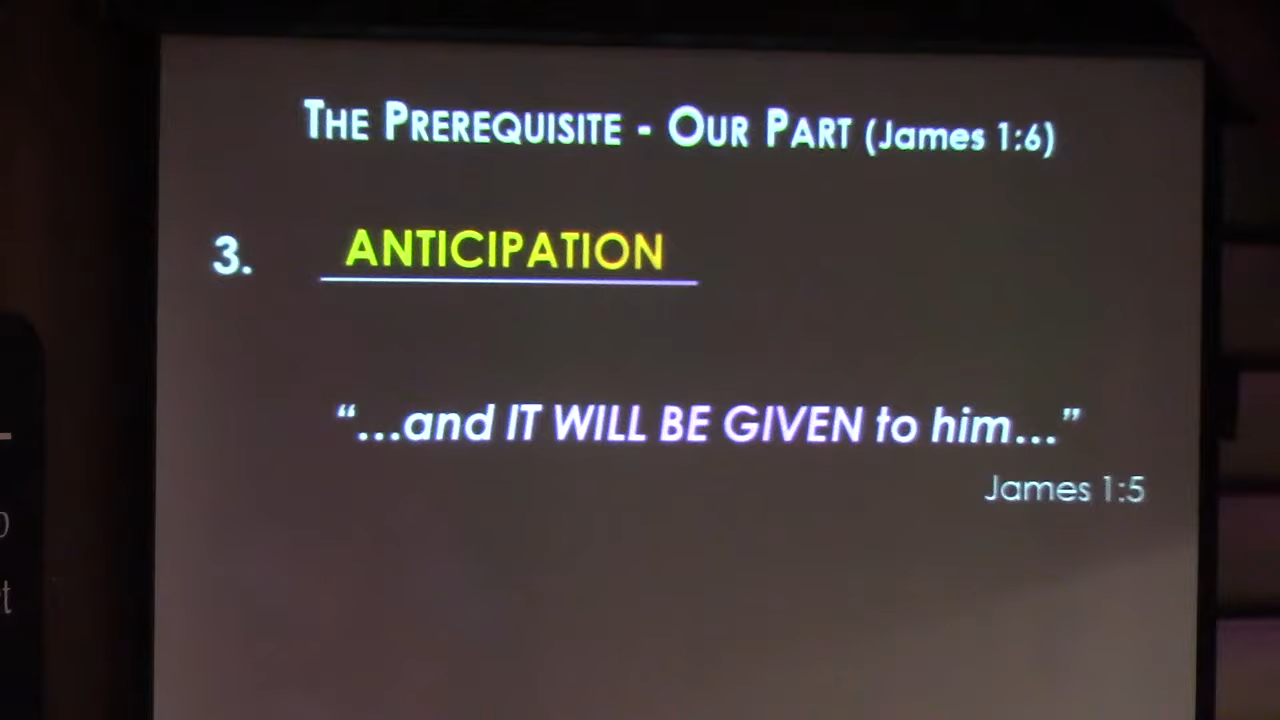 THE PREREQUISITE - OUR PART (James 1:6)
3. ANTICIPATION
“...and IT WILL BE GIVEN to him...”
James 1:5